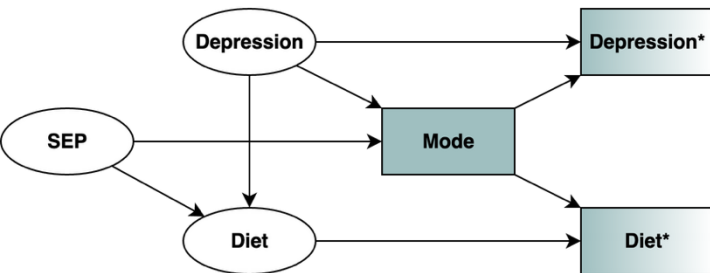 Depression
Depression*
SEP
Mode
Diet
Diet*